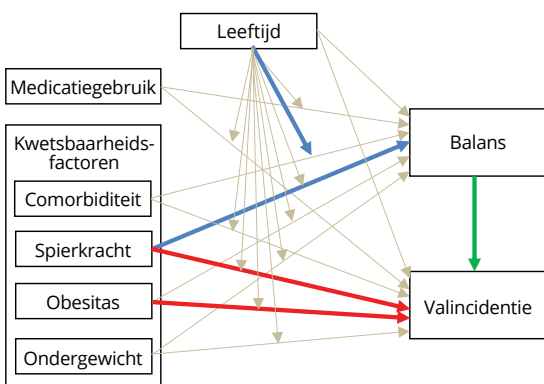 Leeftijd
Medicatiegebruik
Kwetsbaarheids-
factoren
Comorbiditeit
Spierkracht
Obesitas
Ondergewicht
Balans
Valincidentie